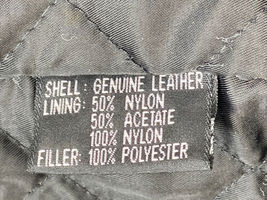 SHELL: GENUINE LEATHER
LINING: 50% NYLON
50% ACETATE
100% NYLON
FILLER: 100% POLYESTER